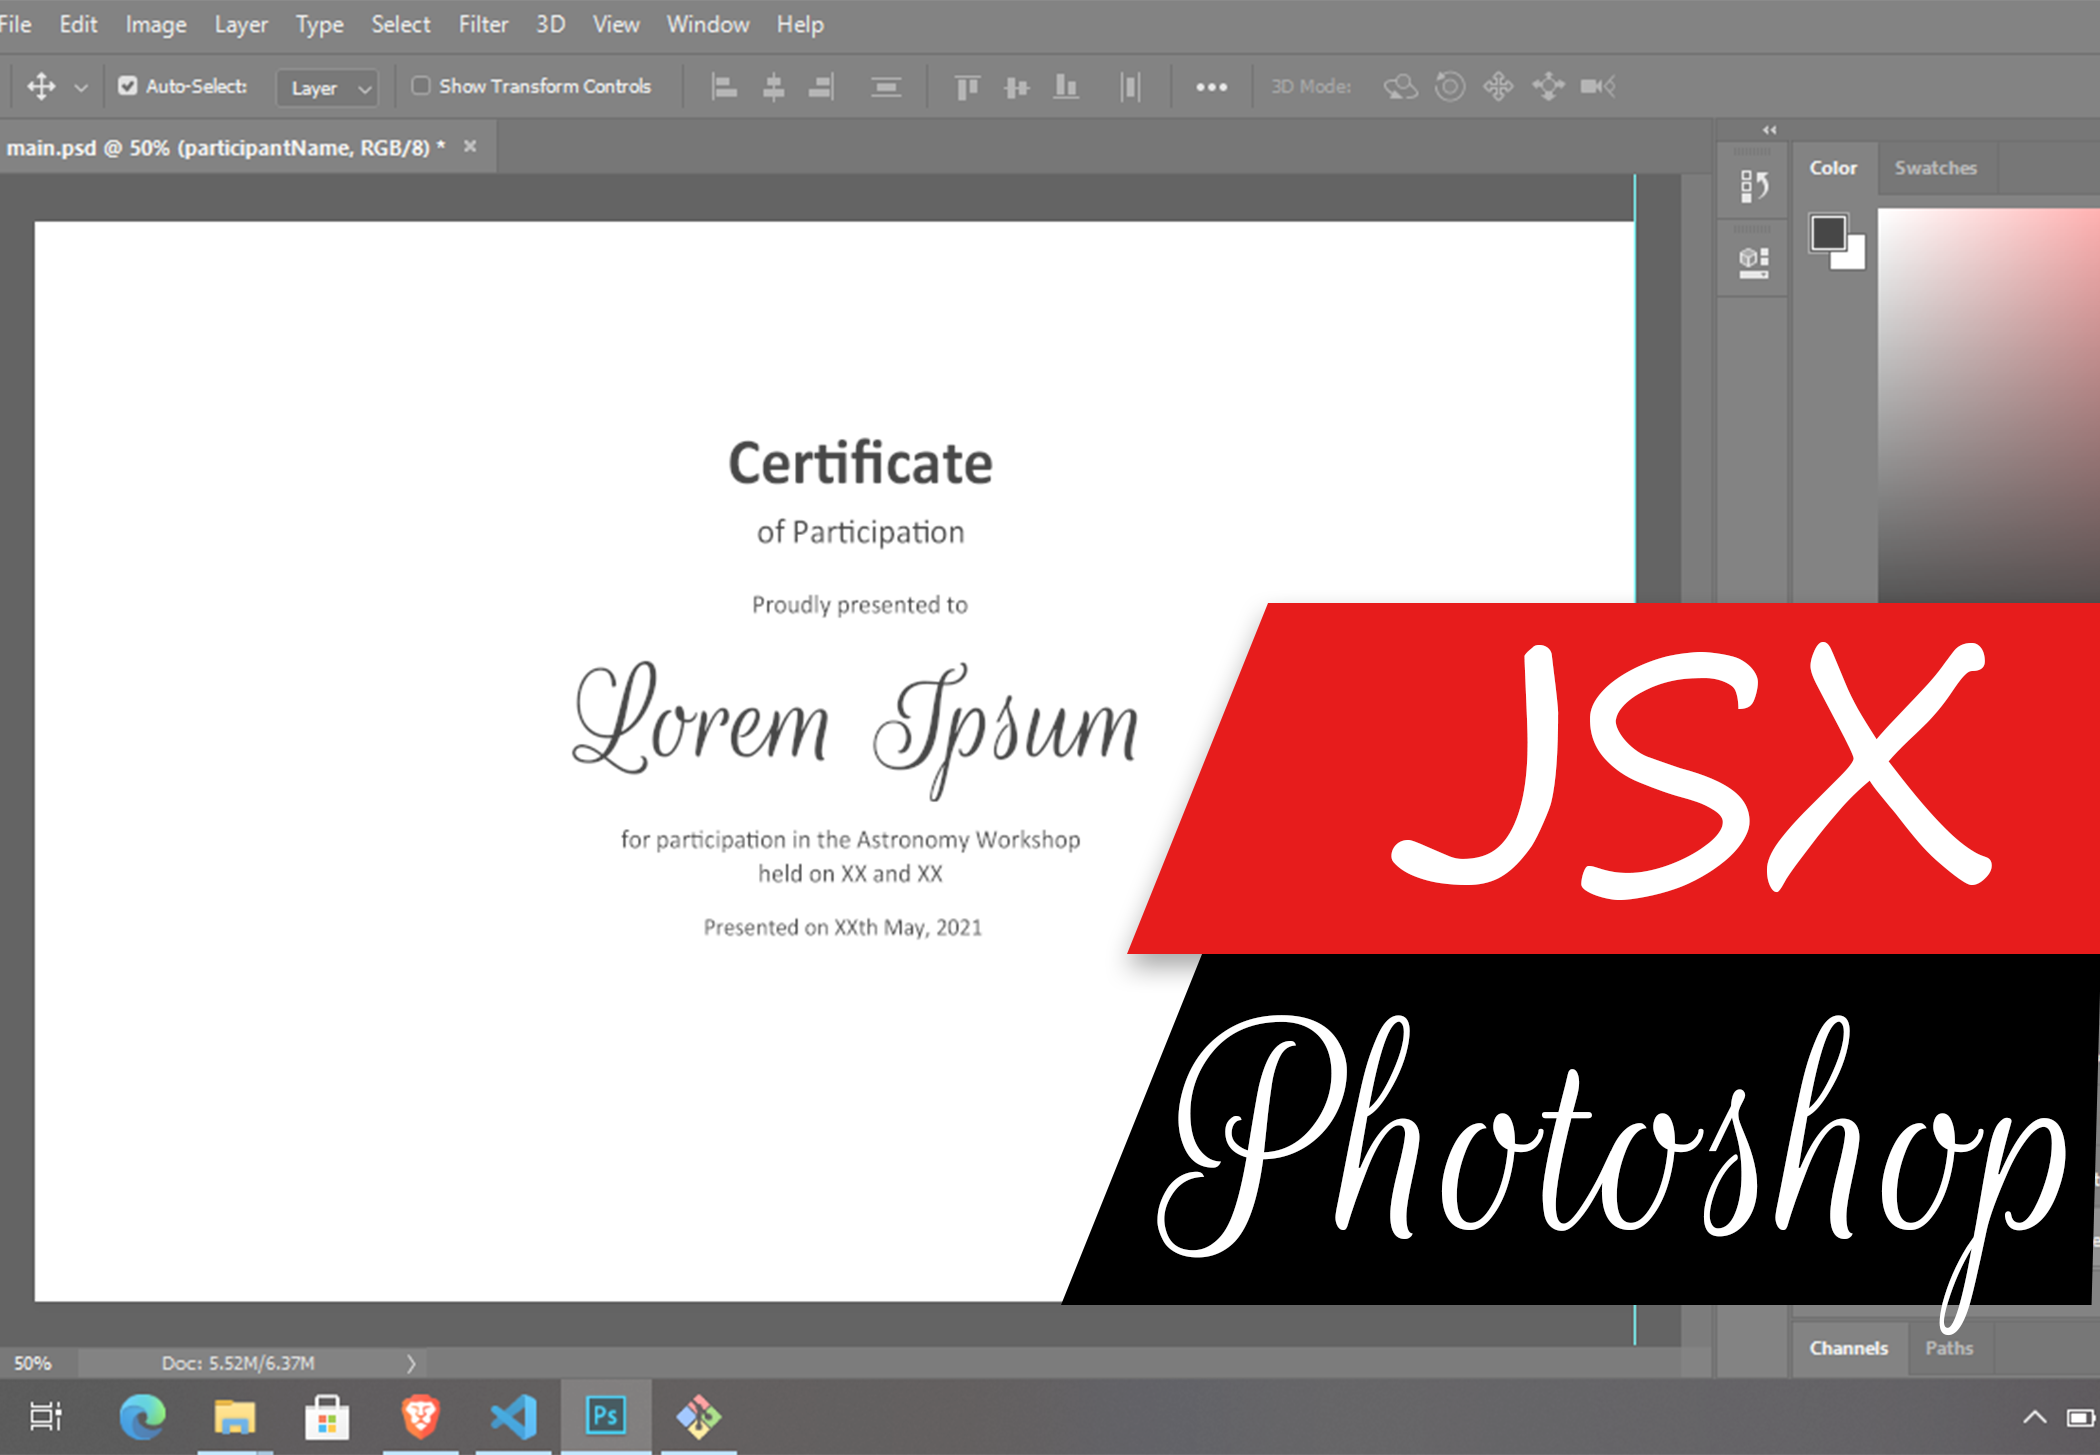 File Edit Image Layer Type Select Filter 3D View Window Help
Auto-Select: Layer Show Transform Controls 3D Mode:
main.psd @ 50% (participantName, RGB/8) * ×
Color Swatches
Certificate
of Participation
Proudly presented to
Lorem Ipsum
for participation in the Astronomy Workshop
held on XX and XX
Presented on XXth May, 2021
JSX
Photoshop
50% Doc: 5.52M/6.37M
Channels Paths
Ps